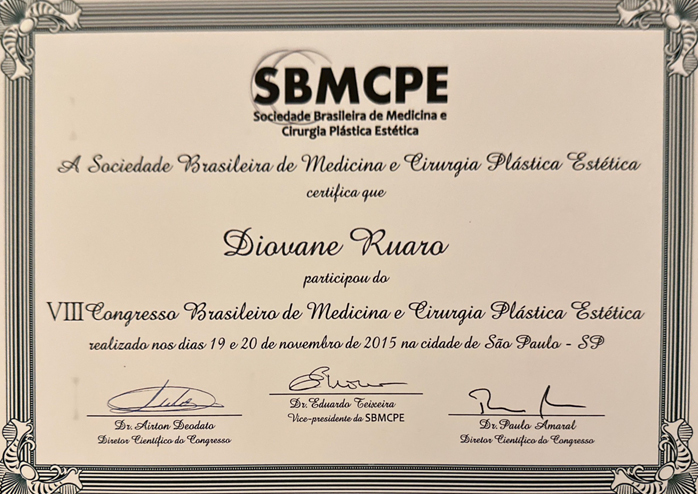 SBMCPE
Sociedade Brasileira de Medicina e
Cirurgia Plástica Estética
A Sociedade Brasileira de Medicina e Cirurgia Plástica Estética
certifica que
Diovane Ruaro
participou do
VIII Congresso Brasileiro de Medicina e Cirurgia Plástica Estética
realizado nos dias 19 e 20 de novembro de 2015 na cidade de São Paulo - SP
Dr. Airton Deodato
Diretor Científico do Congresso
Dr. Eduardo Teixeira
Vice-presidente da SBMCPE
Dr. Paulo Amaral
Diretor Científico do Congresso